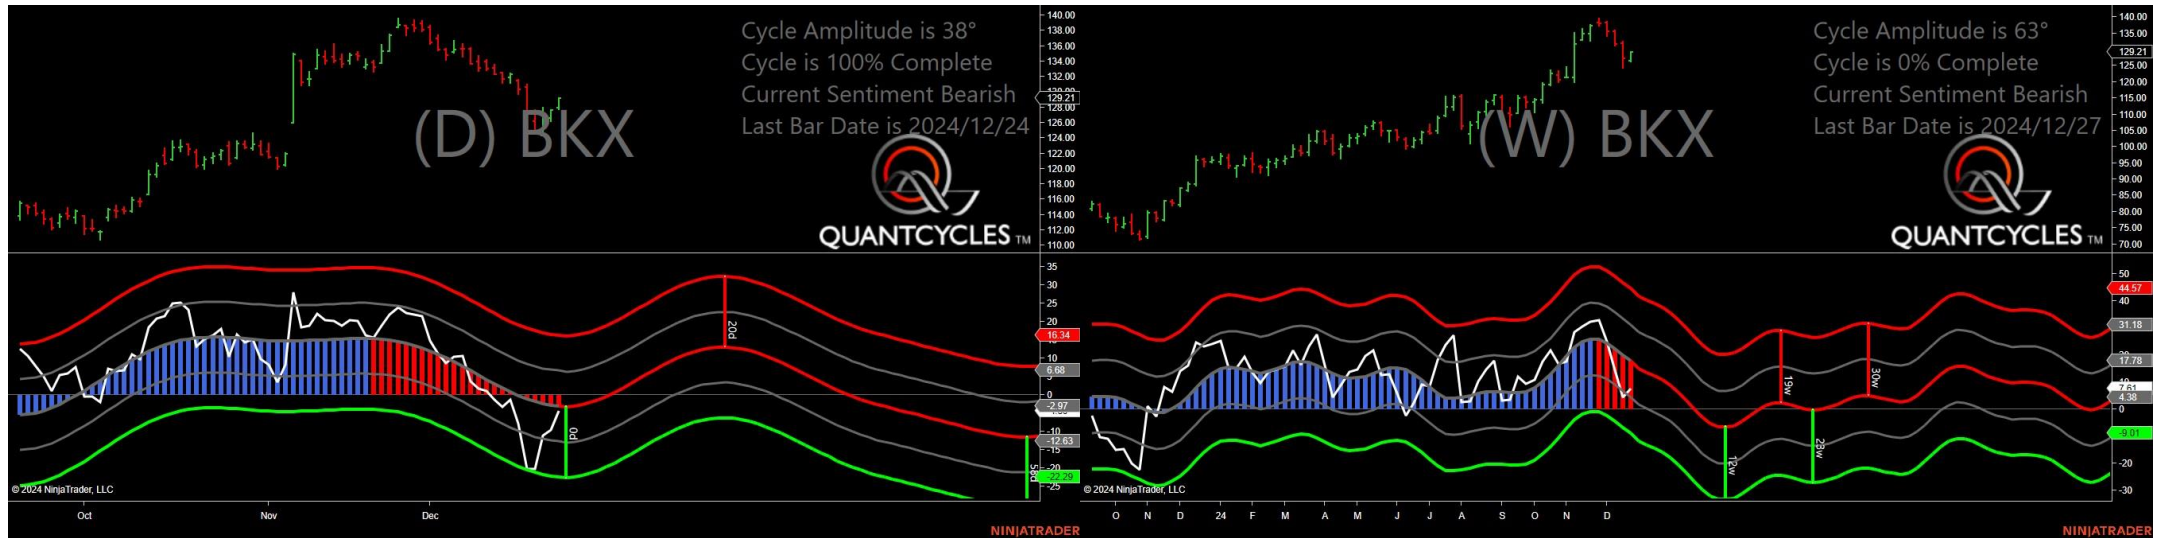 Cycle Amplitude is 38°
Cycle is 100% Complete
Current Sentiment Bearish
Last Bar Date is 2024/12/24
(D) BKX
QUANTCYCLES TM
140.00
138.00
136.00
134.00
132.00
129.21
128.00
126.00
124.00
122.00
120.00
118.00
116.00
114.00
112.00
110.00
35
30
25
20
16.34
10
6.68
0
-2.97
-10
-12.63
-15
-20
-22.29
-25
20d
0d
58d
© 2024 NinjaTrader, LLC
Oct Nov Dec
NINJATRADER
Cycle Amplitude is 63°
Cycle is 0% Complete
Current Sentiment Bearish
Last Bar Date is 2024/12/27
(W) BKX
QUANTCYCLES TM
140.00
135.00
129.21
125.00
120.00
115.00
110.00
105.00
100.00
95.00
90.00
85.00
80.00
75.00
70.00
50
44.57
40
31.18
17.78
7.61
4.38
0
-9.01
-20
-30
19w
30w
12w
28w
© 2024 NinjaTrader, LLC
O N D 24 F M A M J J A S O N D
NINJATRADER